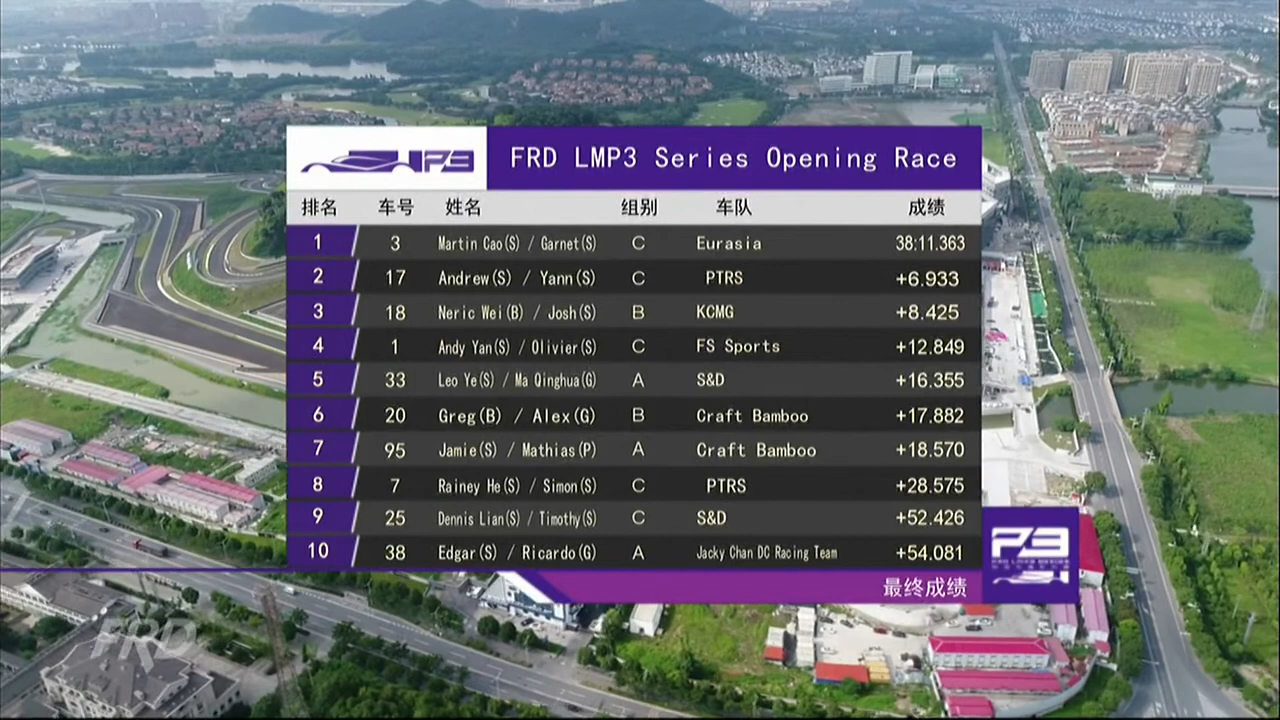 P3 FRD LMP3 Series Opening Race
排名 车号 姓名 组别 车队 成绩
1 3 Martin Cao(S) / Garnet(S) C Eurasia 38:11.363
2 17 Andrew(S) / Yann(S) C PTRS +6.933
3 18 Neric Wei(B) / Josh(S) B KCMG +8.425
4 1 Andy Yan(S) / Olivier(S) C FS Sports +12.849
5 33 Leo Ye(S) / Ma Qinghua(G) A S&D +16.355
6 20 Greg(B) / Alex(G) B Craft Bamboo +17.882
7 95 Jamie(S) / Mathias(P) A Craft Bamboo +18.570
8 7 Rainey He(S) / Simon(S) C PTRS +28.575
9 25 Dennis Lian(S) / Timothy(S) C S&D +52.426
10 38 Edgar(S) / Ricardo(G) A Jacky Chan DC Racing Team +54.081
最终成绩
P3
FRD LMP3 SERIES
FRD